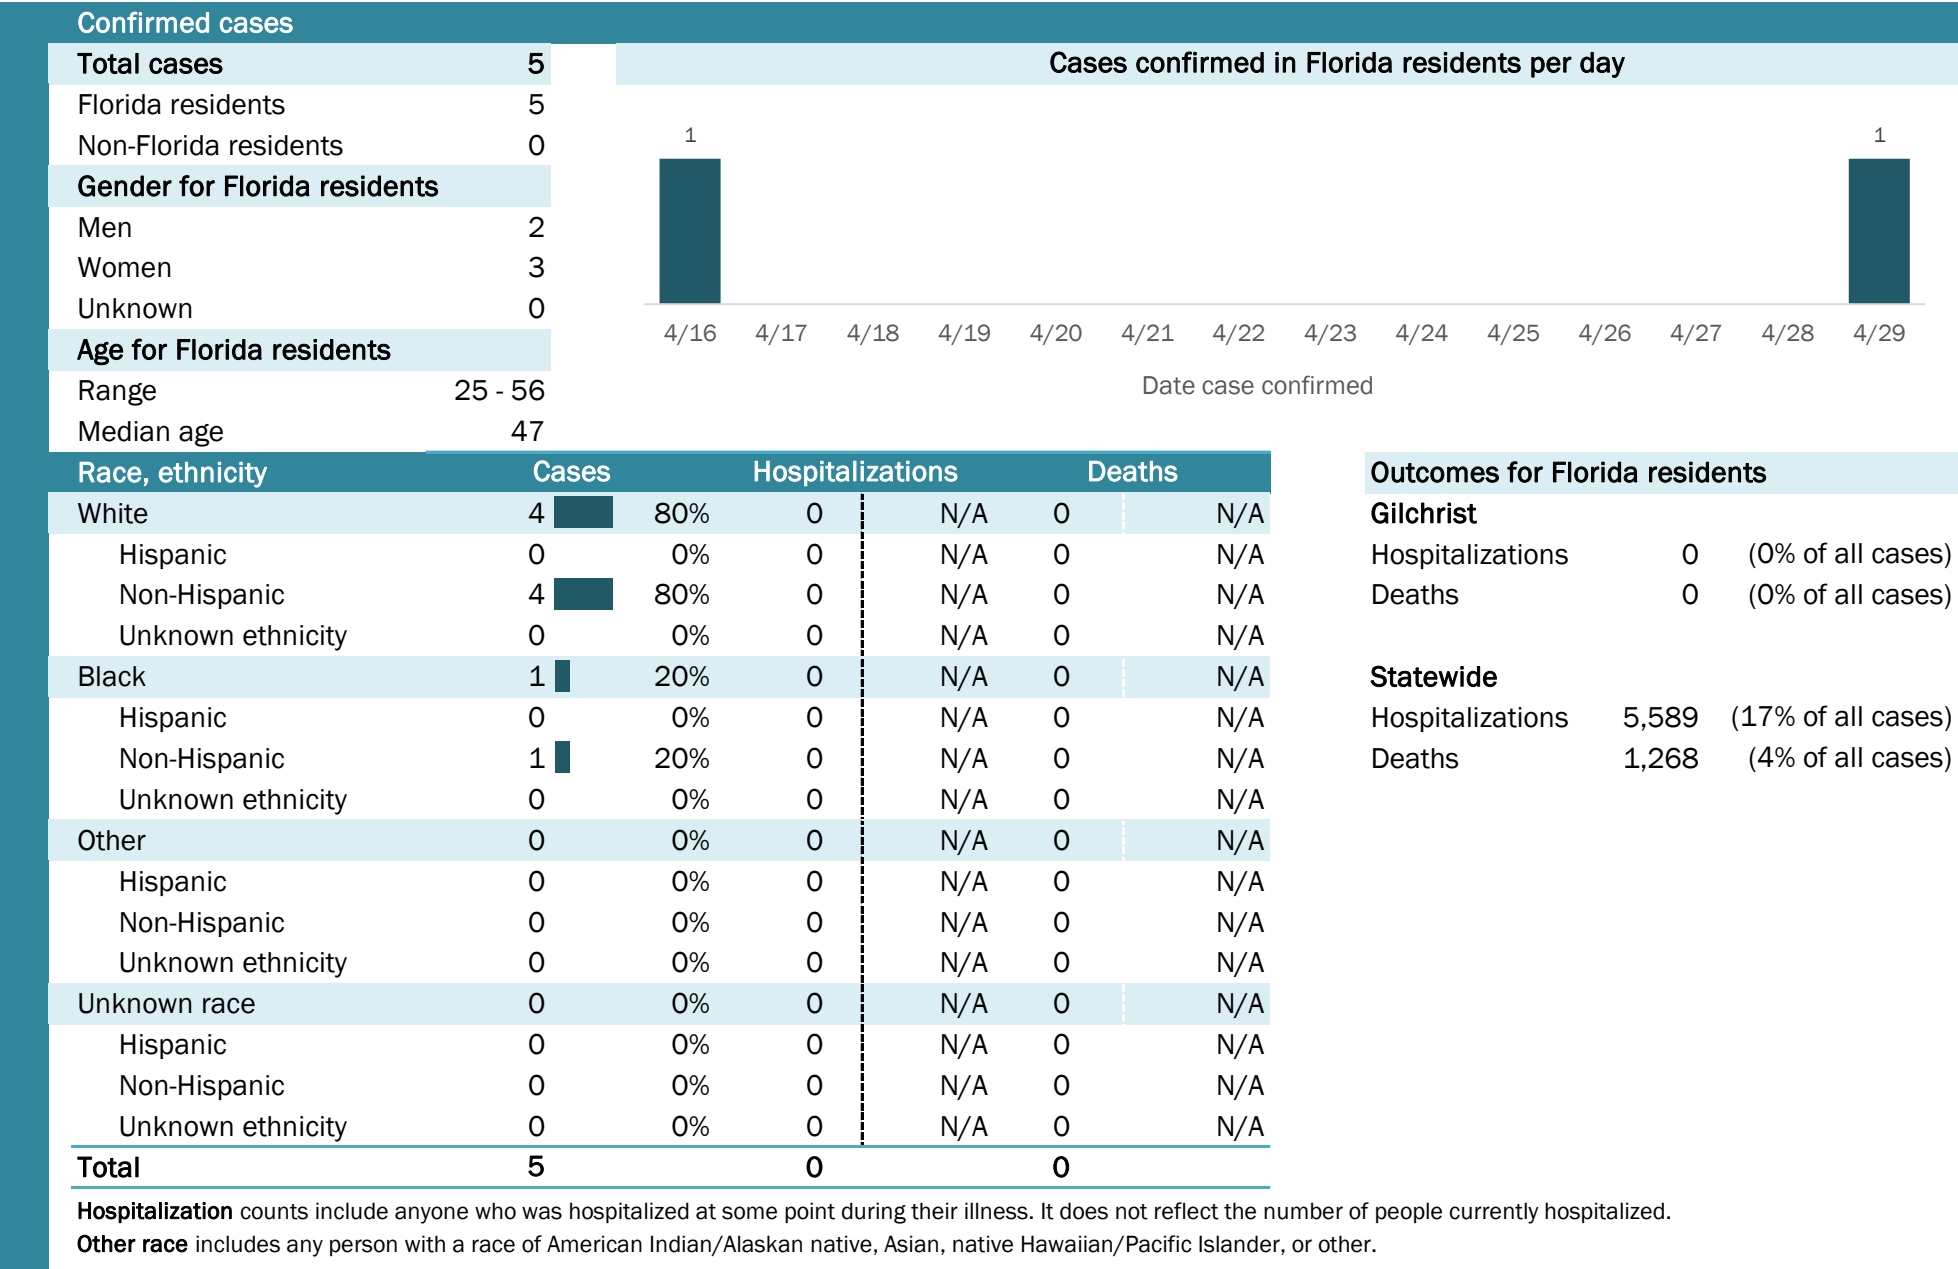 Confirmed cases
Total cases 5
Florida residents 5
Non-Florida residents 0
Gender for Florida residents
Men 2
Women 3
Unknown 0
Age for Florida residents
Range 25 - 56
Median age 47
Cases confirmed in Florida residents per day
1 1
4/16 4/17 4/18 4/19 4/20 4/21 4/22 4/23 4/24 4/25 4/26 4/27 4/28 4/29
Date case confirmed
Race, ethnicity Cases Hospitalizations Deaths
White 4 80% 0 N/A 0 N/A
Hispanic 0 0% 0 N/A 0 N/A
Non-Hispanic 4 80% 0 N/A 0 N/A
Unknown ethnicity 0 0% 0 N/A 0 N/A
Black 1 20% 0 N/A 0 N/A
Hispanic 0 0% 0 N/A 0 N/A
Non-Hispanic 1 20% 0 N/A 0 N/A
Unknown ethnicity 0 0% 0 N/A 0 N/A
Other 0 0% 0 N/A 0 N/A
Hispanic 0 0% 0 N/A 0 N/A
Non-Hispanic 0 0% 0 N/A 0 N/A
Unknown ethnicity 0 0% 0 N/A 0 N/A
Unknown race 0 0% 0 N/A 0 N/A
Hispanic 0 0% 0 N/A 0 N/A
Non-Hispanic 0 0% 0 N/A 0 N/A
Unknown ethnicity 0 0% 0 N/A 0 N/A
Total 5 0 0
Outcomes for Florida residents
Gilchrist
Hospitalizations 0 (0% of all cases)
Deaths 0 (0% of all cases)
Statewide
Hospitalizations 5,589 (17% of all cases)
Deaths 1,268 (4% of all cases)
Hospitalization counts include anyone who was hospitalized at some point during their illness. It does not reflect the number of people currently hospitalized.
Other race includes any person with a race of American Indian/Alaskan native, Asian, native Hawaiian/Pacific Islander, or other.